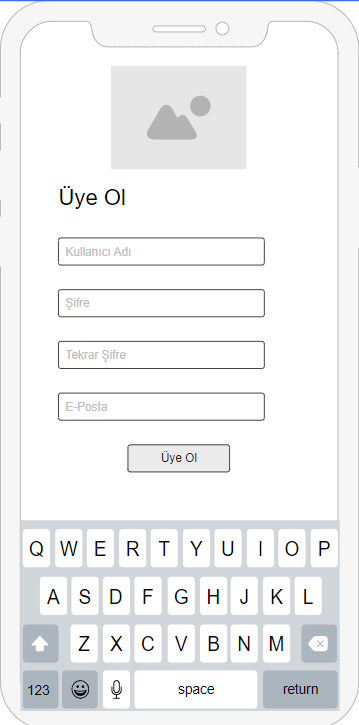 Üye Ol
Kullanıcı Adı
Şifre
Tekrar Şifre
E-Posta
Üye Ol
Q W E R T Y U I O P
A S D F G H J K L
Z X C V B N M
123 space return